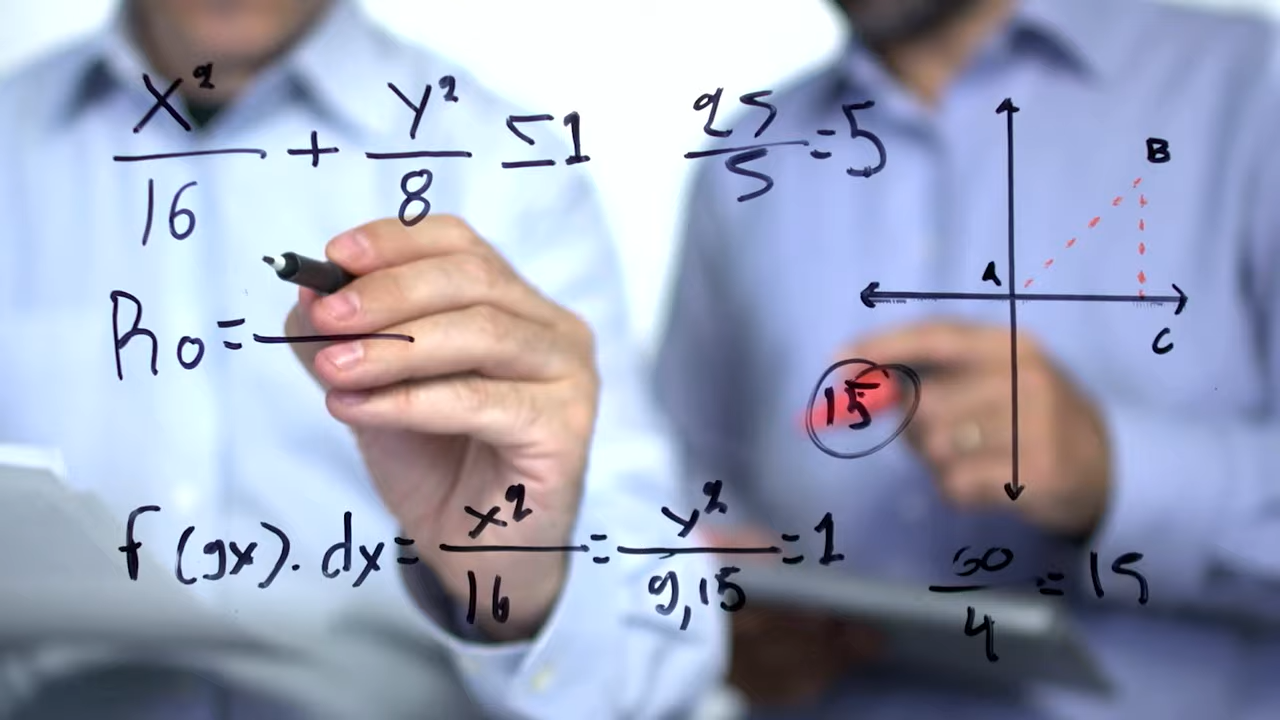 x²/16 + y²/8 ≤ 1
25/5 = 5
B
A
C
Ro =
15
f(gx). dx = x²/16 = y²/9,15 = 1
60/4 = 15